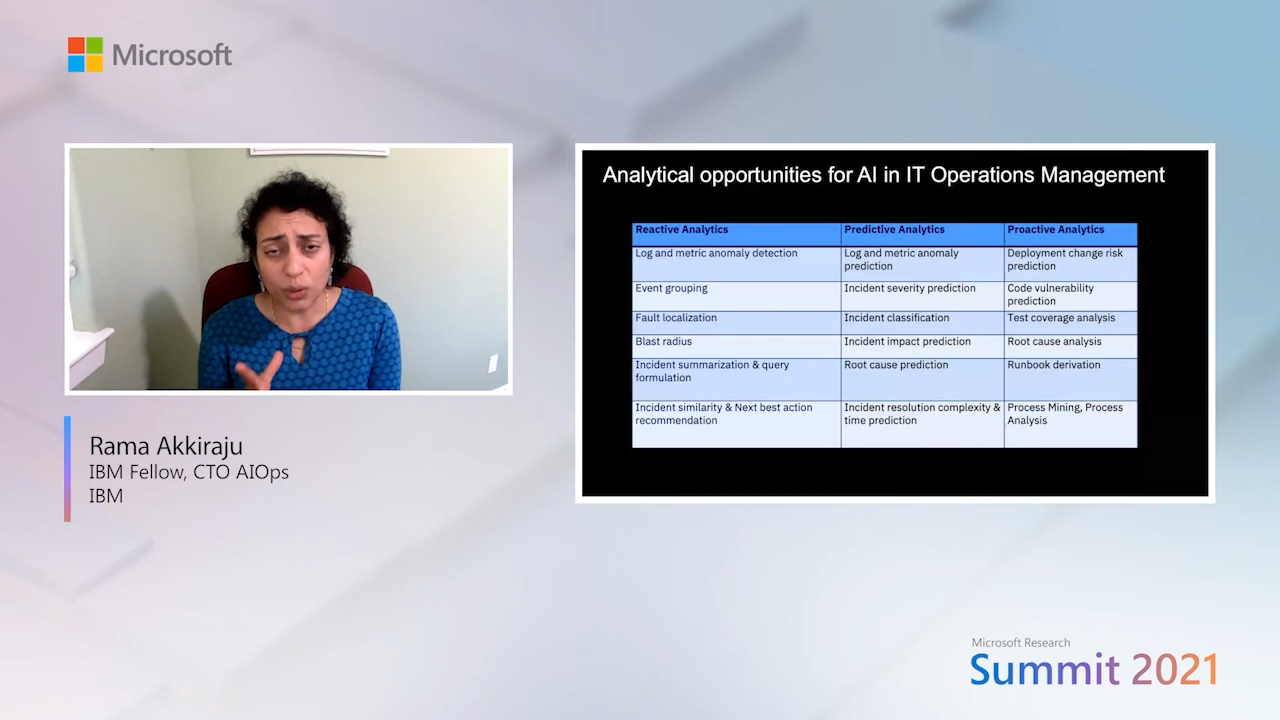 Microsoft
Analytical opportunities for AI in IT Operations Management
Reactive Analytics
Predictive Analytics
Proactive Analytics
Log and metric anomaly detection
Log and metric anomaly
prediction
Deployment change risk
prediction
Event grouping
Incident severity prediction
Code vulnerability
prediction
Fault localization
Incident classification
Test coverage analysis
Blast radius
Incident impact prediction
Root cause analysis
Incident summarization & query
formulation
Root cause prediction
Runbook derivation
Incident similarity & Next best action
recommendation
Incident resolution complexity &
time prediction
Process Mining, Process
Analysis
Rama Akkiraju
IBM Fellow, CTO AIOps
IBM
Microsoft Research
Summit 2021